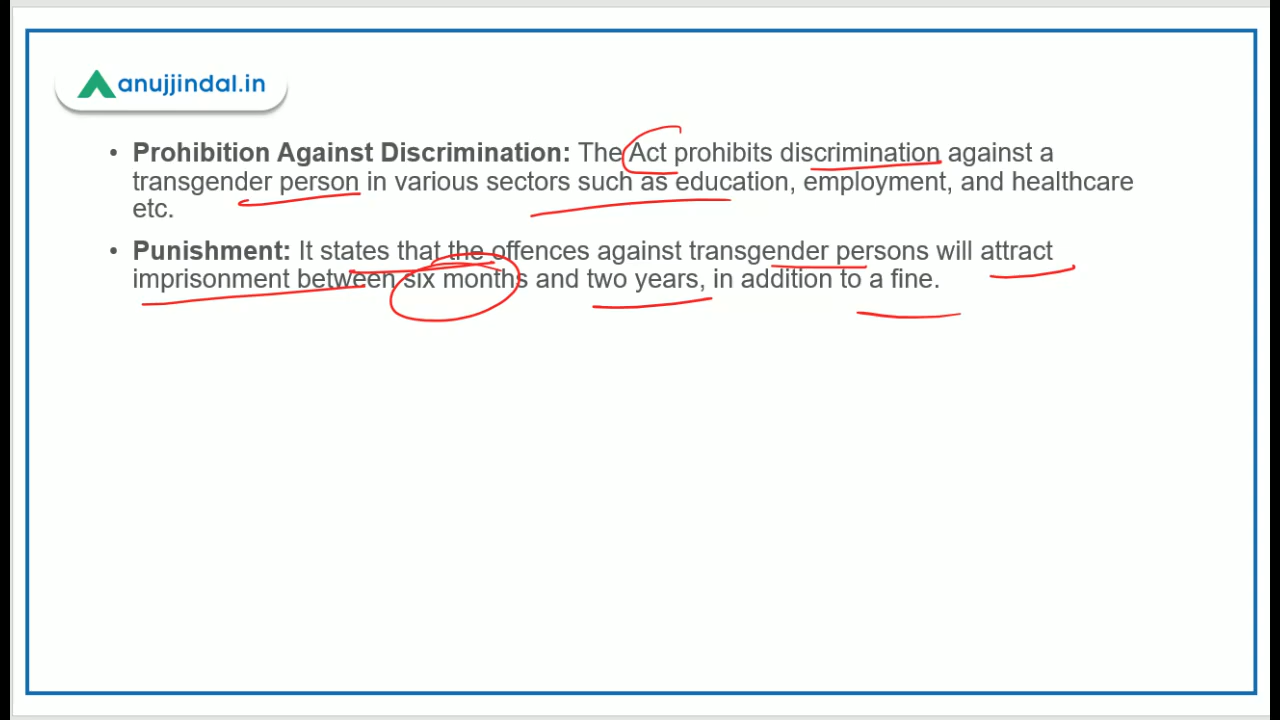 anujjindal.in
• Prohibition Against Discrimination: The Act prohibits discrimination against a
transgender person in various sectors such as education, employment, and healthcare
etc.
• Punishment: It states that the offences against transgender persons will attract
imprisonment between six months and two years, in addition to a fine.